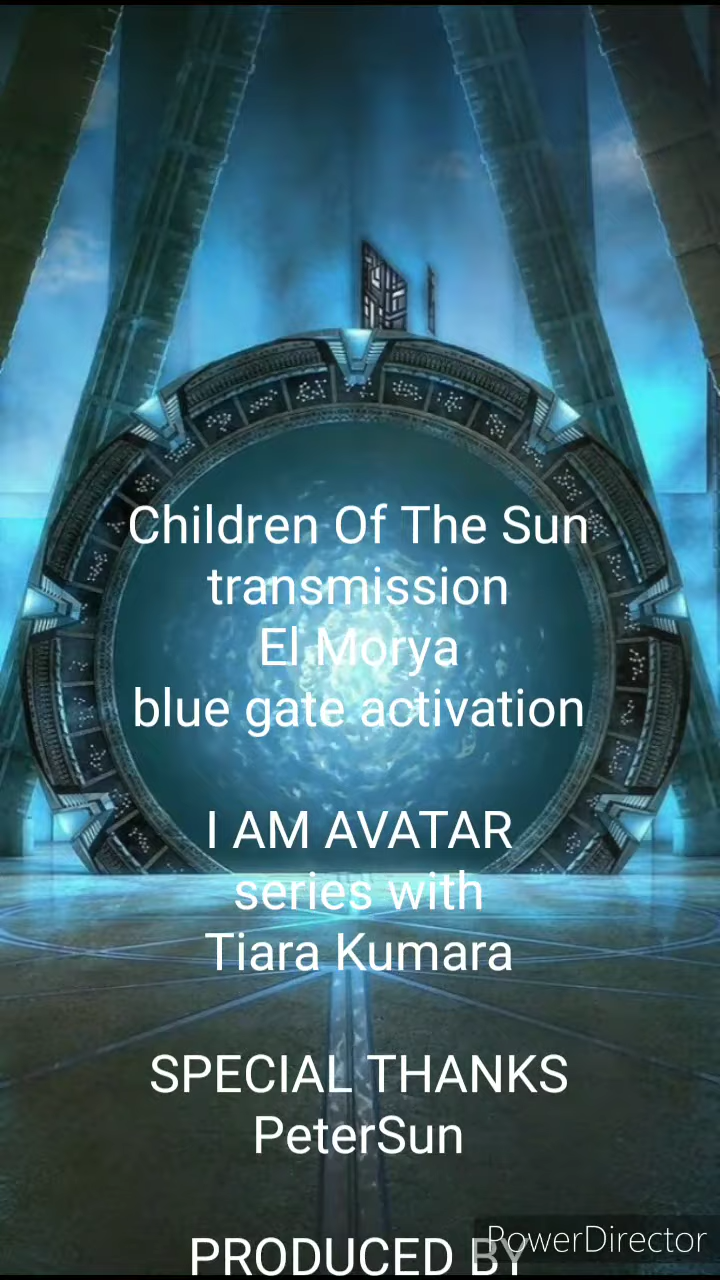 Children Of The Sun
transmission
El Morya
blue gate activation
I AM AVATAR
series with
Tiara Kumara
SPECIAL THANKS
PeterSun
PRODUCED BY
PowerDirector